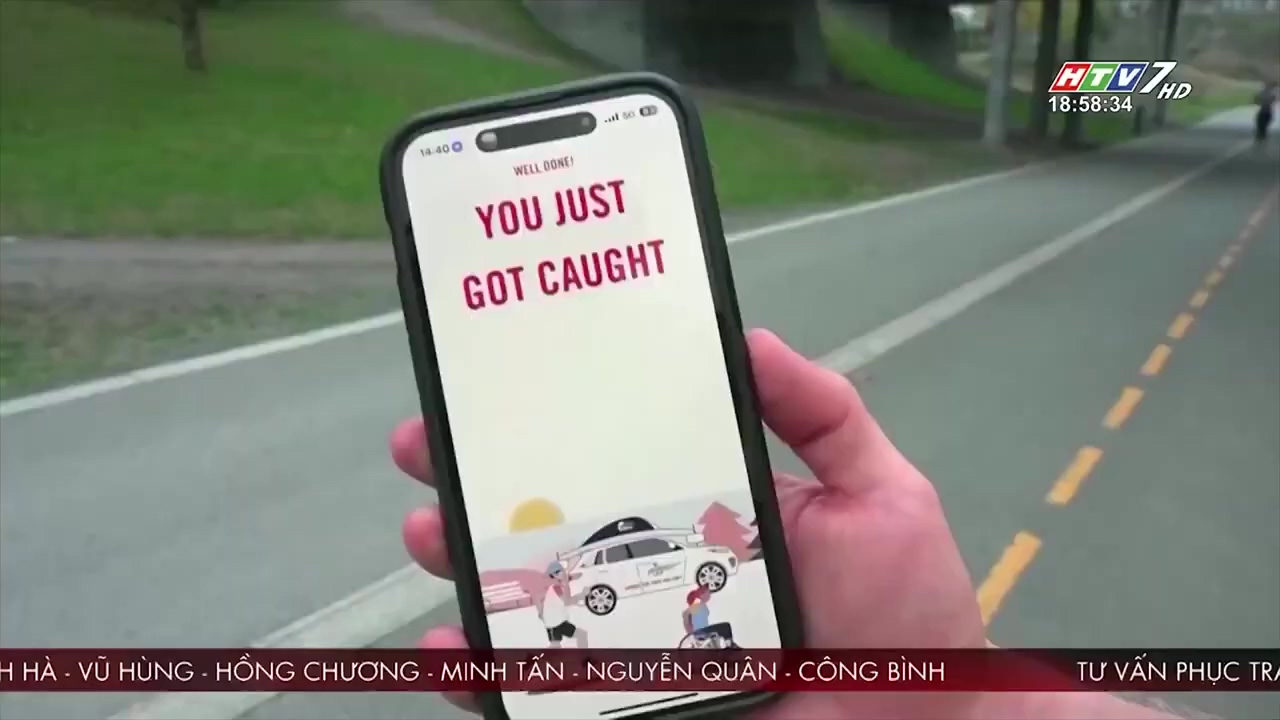 HTV7 HD
18:58:34
14:40
5G
WELL DONE!
YOU JUST
GOT CAUGHT
H HÀ - VŨ HÙNG - HỒNG CHƯƠNG - MINH TẤN - NGUYỄN QUÂN - CÔNG BÌNH TƯ VẤN PHỤC TRA